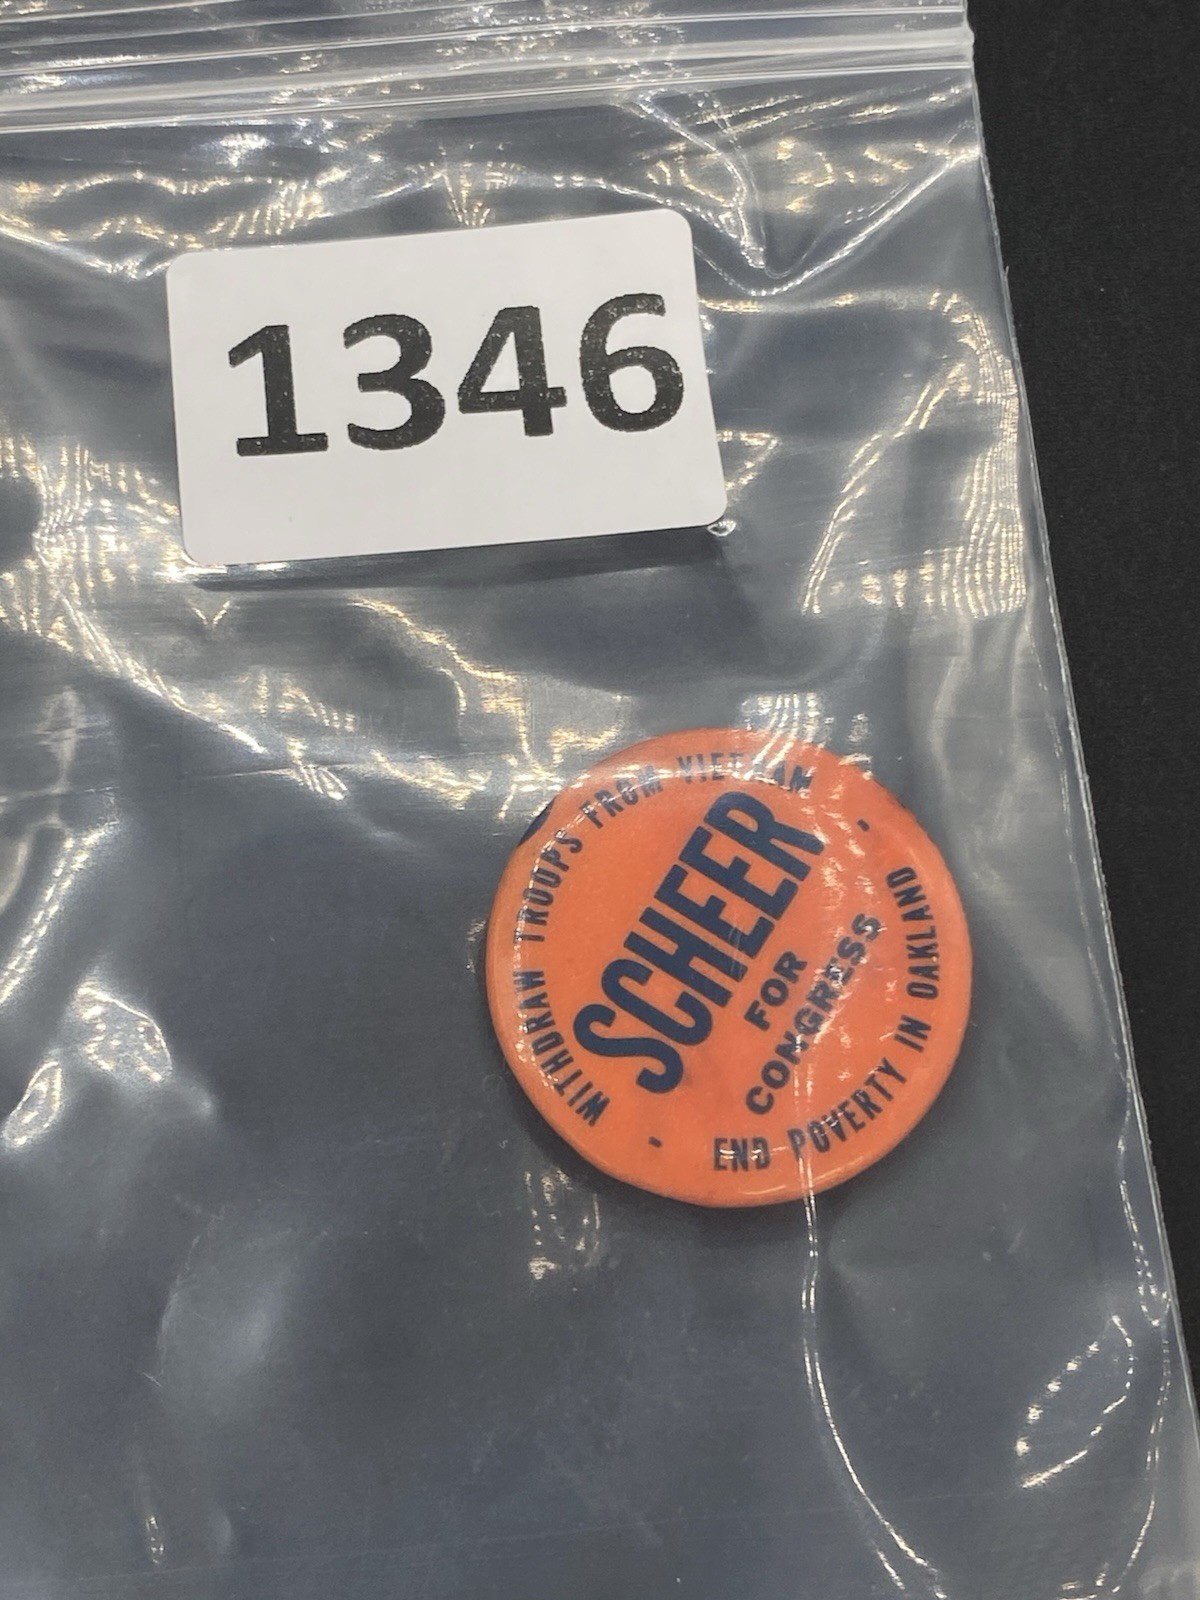 1346
WITHDRAW TROOPS FROM VIETNAM
SCHEER
FOR
CONGRESS
- END POVERTY IN OAKLAND -